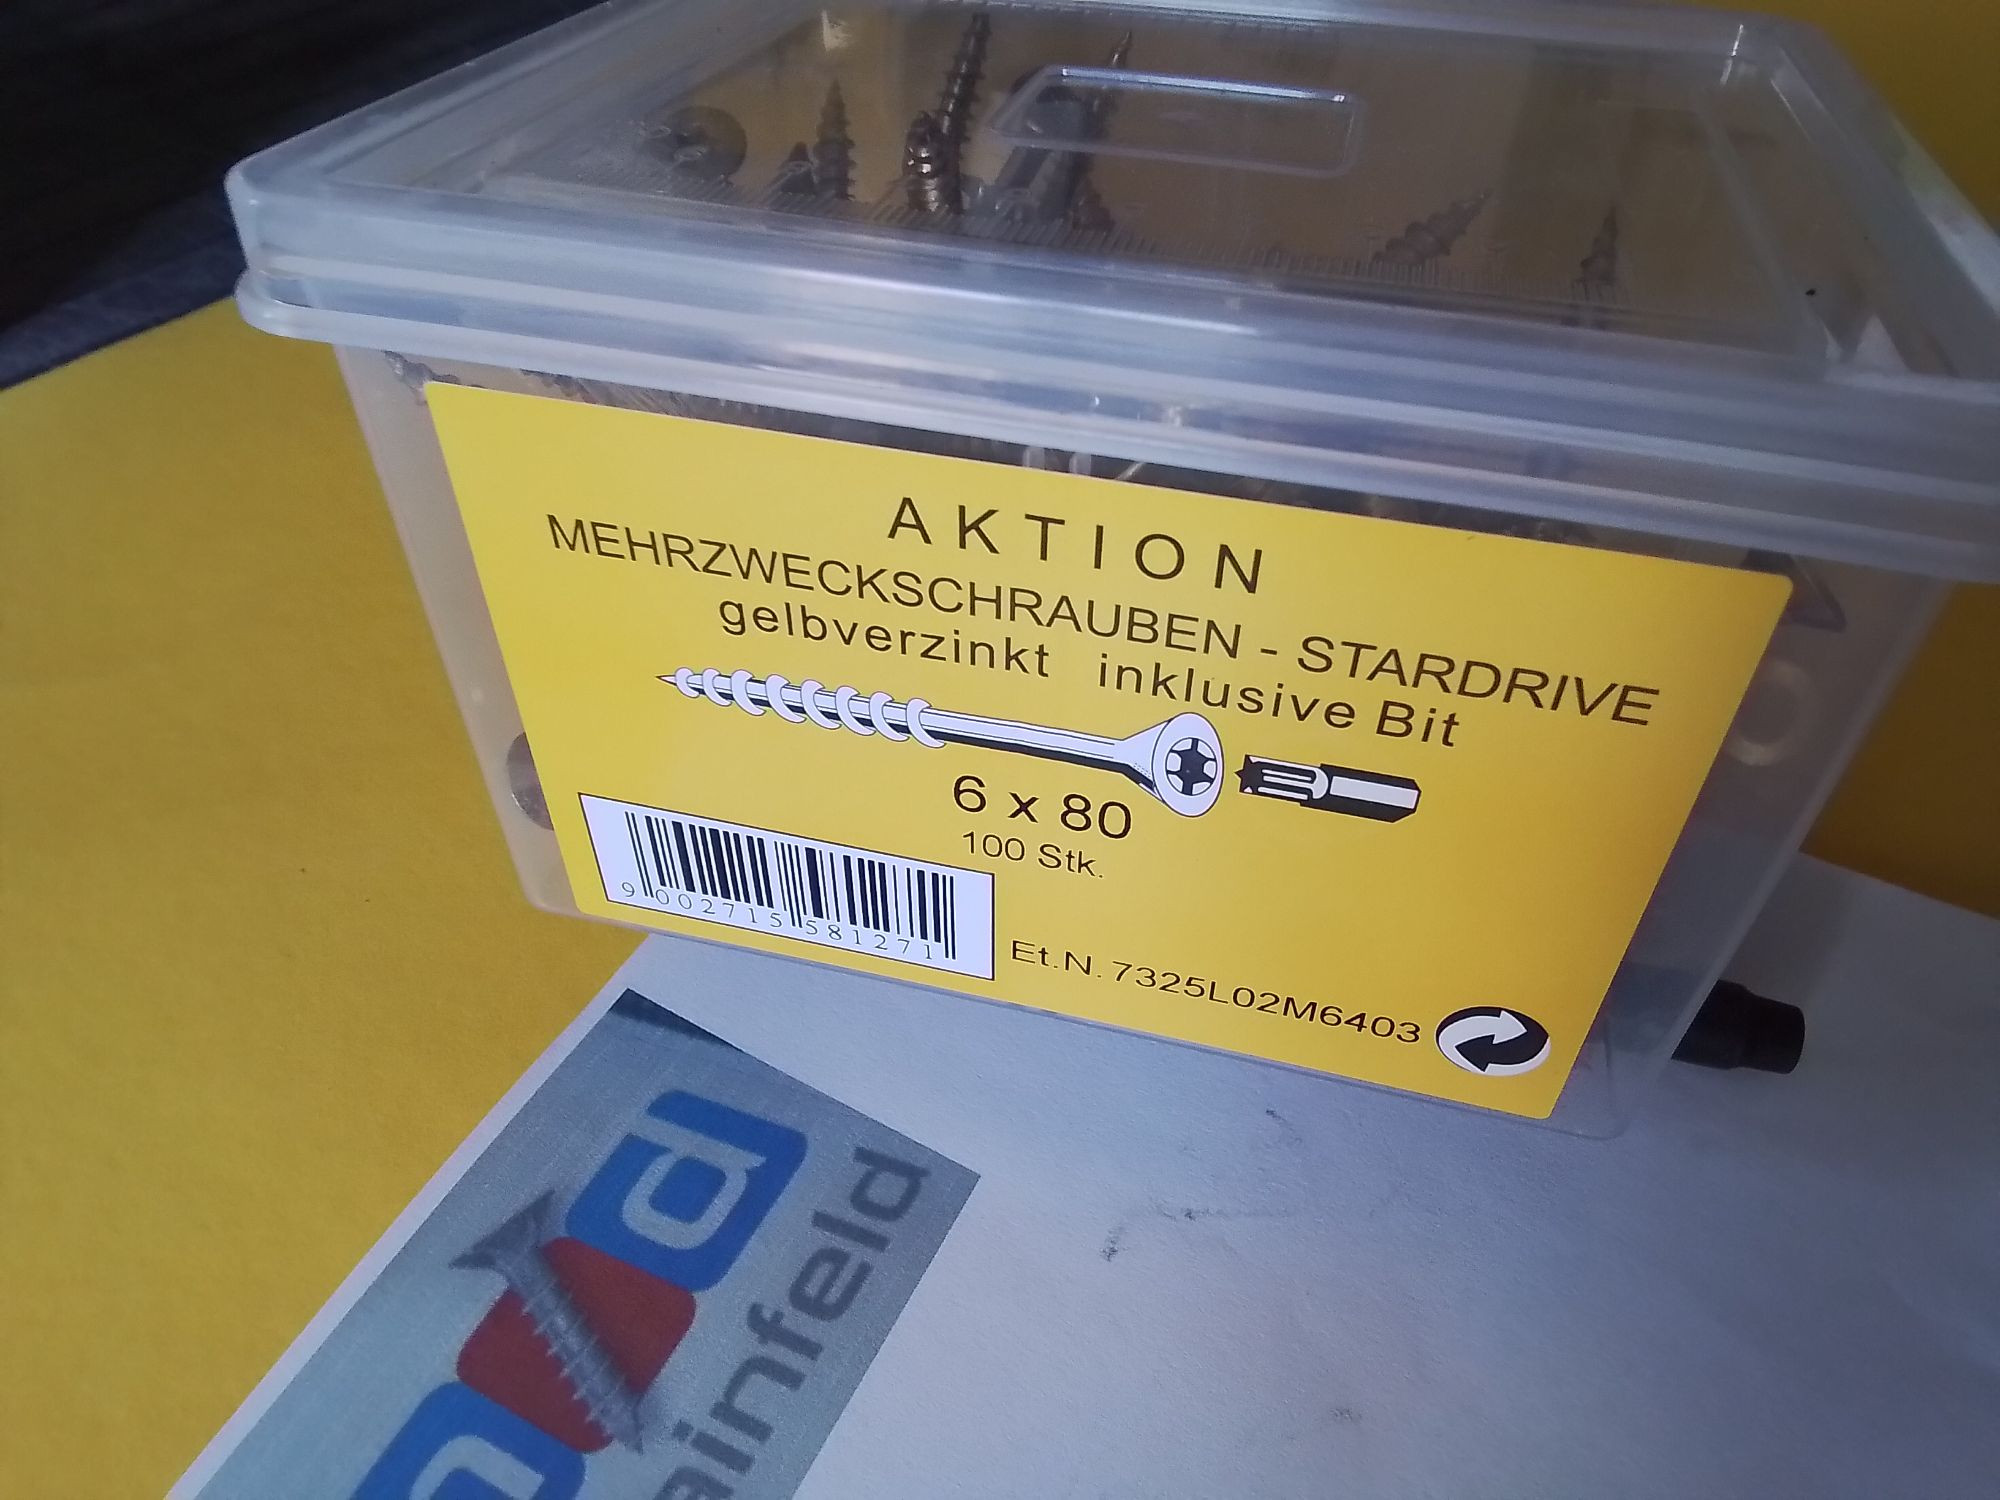 AKTION
MEHRZWECKSCHRAUBEN - STARDRIVE
gelbverzinkt inklusive Bit
6 x 80
100 Stk.
9 002715 581271
Et.N. 7325L02M6403
d
ainfeld